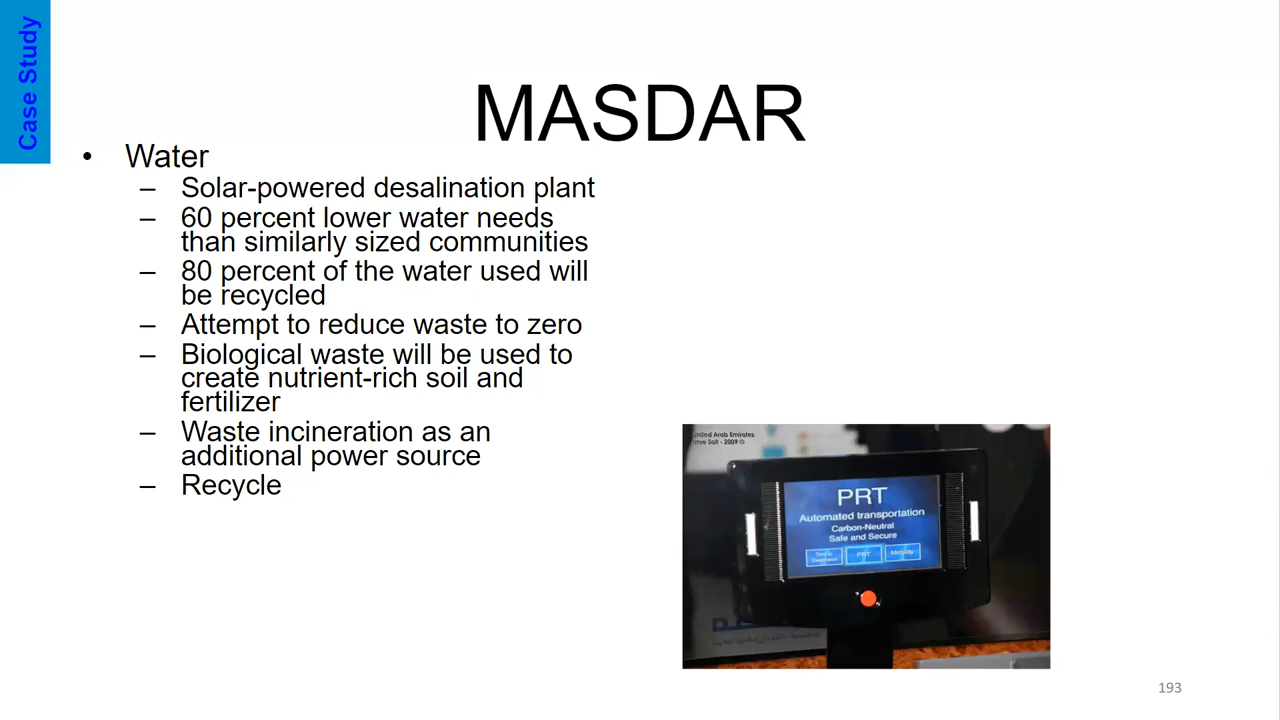 Case Study
MASDAR
• Water
– Solar-powered desalination plant
– 60 percent lower water needs
than similarly sized communities
– 80 percent of the water used will
be recycled
– Attempt to reduce waste to zero
– Biological waste will be used to
create nutrient-rich soil and
fertilizer
– Waste incineration as an
additional power source
– Recycle
United Arab Emirates
2009 ©
PRT
Automated transportation
Carbon-Neutral
Safe and Secure
PRT
Mobility
193